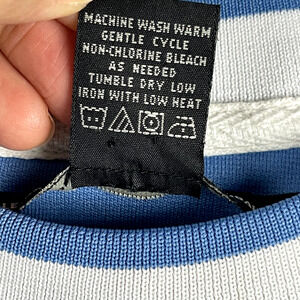 MACHINE WASH WARM
GENTLE CYCLE
NON-CHLORINE BLEACH
AS NEEDED
TUMBLE DRY LOW
IRON WITH LOW HEAT